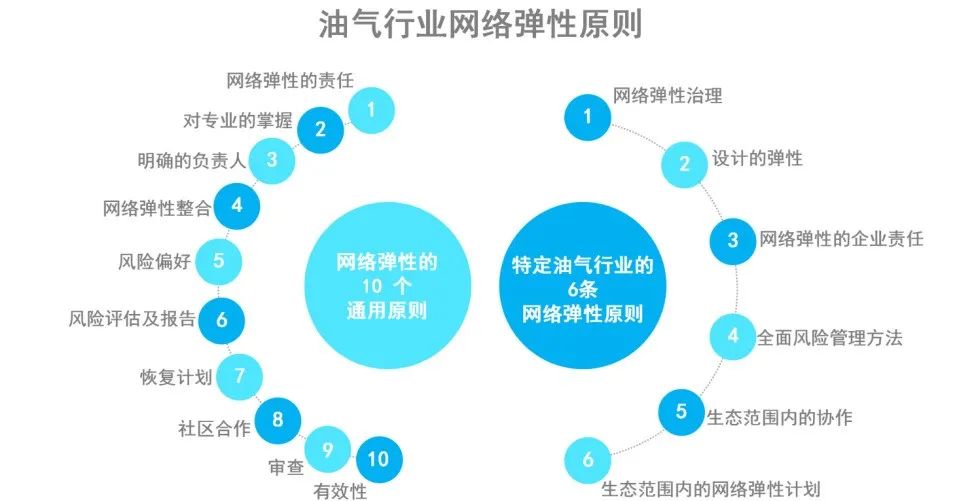 油气行业网络弹性原则
网络弹性的责任
1
对专业的掌握
2
明确的负责人
3
网络弹性整合
4
风险偏好
5
风险评估及报告
6
恢复计划
7
社区合作
8
审查
9
有效性
10
网络弹性的
10 个
通用原则
特定油气行业的
6条
网络弹性原则
1
网络弹性治理
2
设计的弹性
3
网络弹性的企业责任
4
全面风险管理方法
5
生态范围内的协作
6
生态范围内的网络弹性计划